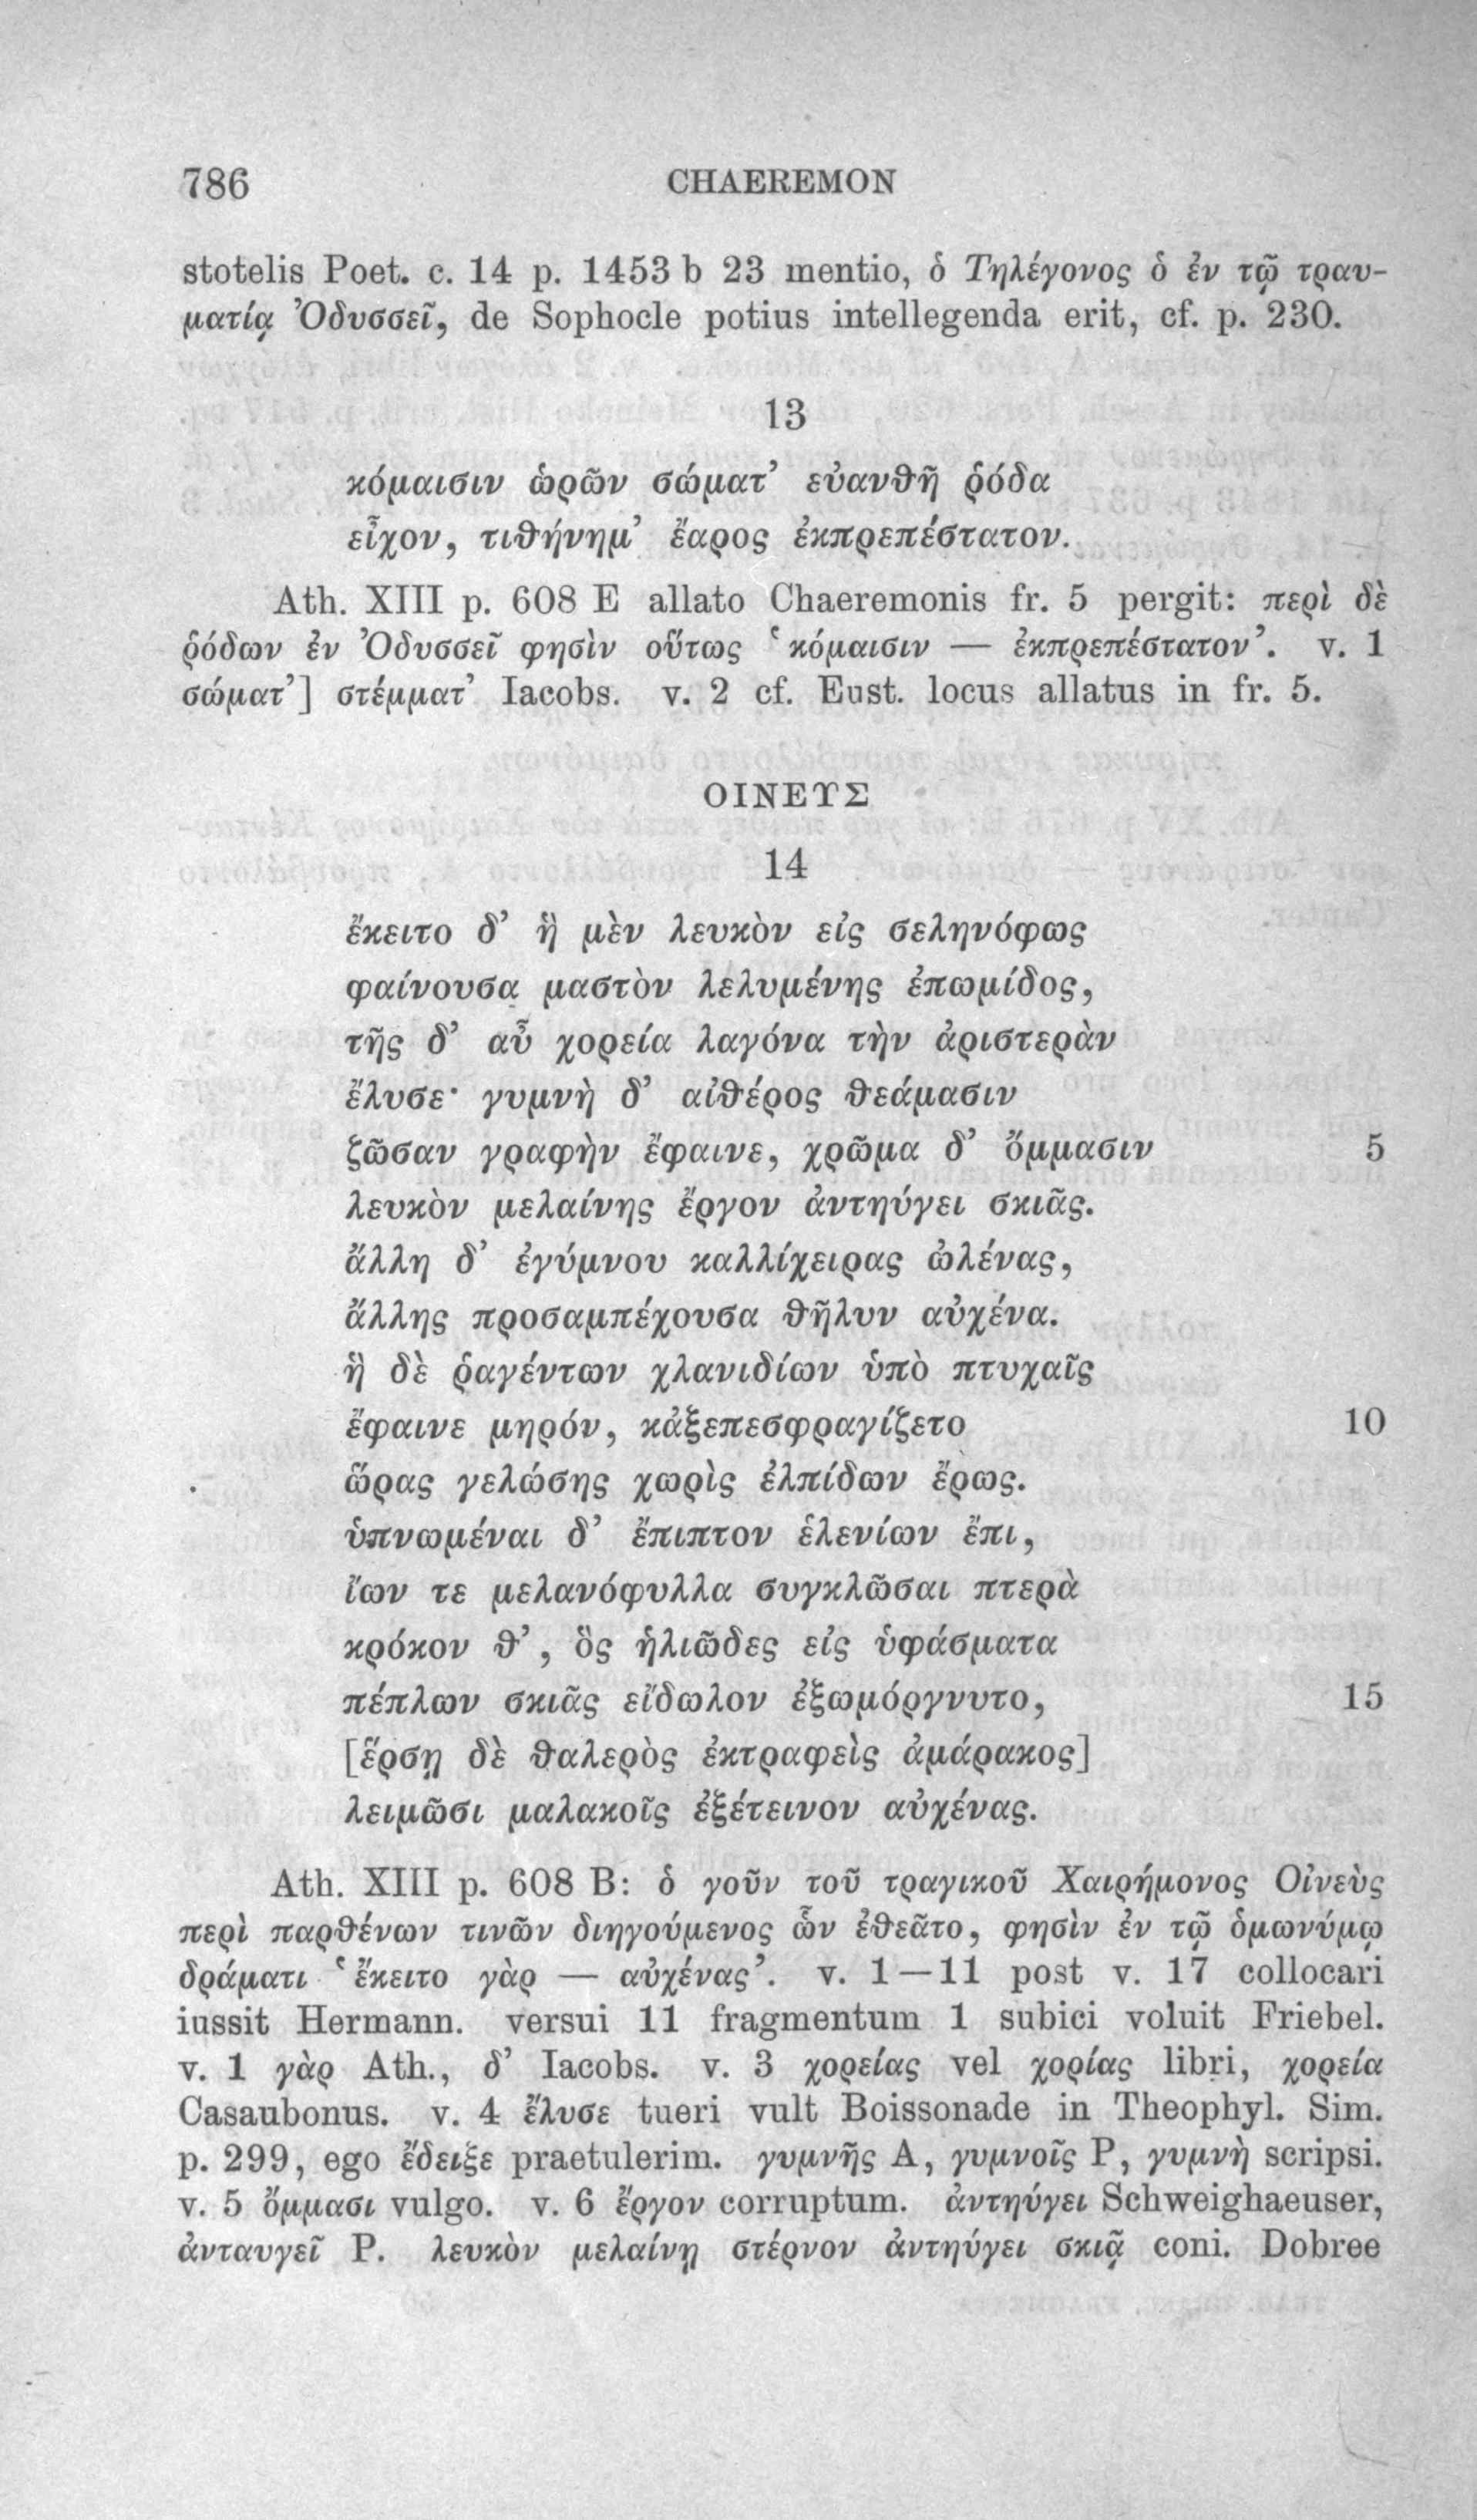 786 CHAEREMON
stotelis Poet. c. 14 p. 1453 b 23 mentio, ὁ Τηλέγονος ὁ ἐν τῷ τραυ-
ματίᾳ Ὀδυσσεῖ, de Sophocle potius intellegenda erit, cf. p. 230.
13
κόμαισιν ὡρῶν σώματ’ εὐανθῆ ῥόδα
εἶχον, τιθήνημ’ ἔαρος ἐκπρεπέστατον.
Ath. XIII p. 608 E allato Chaeremonis fr. 5 pergit: περὶ δὲ
ῥόδων ἐν Ὀδυσσεῖ φησὶν οὕτως ‘κόμαισιν — ἐκπρεπέστατον’. v. 1
σώματ’] στέμματ’ Iacobs. v. 2 cf. Eust. locus allatus in fr. 5.
ΟΙΝΕΥΣ
14
ἔκειτο δ’ ἣ μὲν λευκὸν εἰς σεληνόφως
φαίνουσα μαστὸν λελυμένης ἐπωμίδος,
τῆς δ’ αὖ χορεία λαγόνα τὴν ἀριστερὰν
ἔλυσε· γυμνὴ δ’ αἰθέρος θεάμασιν
ζῶσαν γραφὴν ἔφαινε, χρῶμα δ’ ὄμμασιν 5
λευκὸν μελαίνης ἔργον ἀντηύγει σκιᾶς.
ἄλλη δ’ ἐγύμνου καλλίχειρας ὠλένας,
ἄλλης προσαμπέχουσα θῆλυν αὐχένα.
ἣ δὲ ῥαγέντων χλανιδίων ὑπὸ πτυχαῖς
ἔφαινε μηρόν, κἀξεπεσφραγίζετο 10
ὥρας γελώσης χωρὶς ἐλπίδων ἔρως.
ὑπνωμέναι δ’ ἔπιπτον ἑλενίων ἔπι,
ἴων τε μελανόφυλλα συγκλῶσαι πτερὰ
κρόκον θ’, ὃς ἡλιῶδες εἰς ὑφάσματα
πέπλων σκιᾶς εἴδωλον ἐξωμόργνυτο, 15
[ἕρσῃ δὲ θαλερὸς ἐκτραφεὶς ἀμάρακος]
λειμῶσι μαλακοῖς ἐξέτεινον αὐχένας.
Ath. XIII p. 608 B: ὁ γοῦν τοῦ τραγικοῦ Χαιρήμονος Οἰνεὺς
περὶ παρθένων τινῶν διηγούμενος ὧν ἐθεᾶτο, φησὶν ἐν τῷ ὁμωνύμῳ
δράματι ‘ἔκειτο γὰρ — αὐχένας’. v. 1—11 post v. 17 collocari
iussit Hermann. versui 11 fragmentum 1 subici voluit Friebel.
v. 1 γὰρ Ath., δ’ Iacobs. v. 3 χορείας vel χορίας libri, χορεία
Casaubonus. v. 4 ἔλυσε tueri vult Boissonade in Theophyl. Sim.
p. 299, ego ἔδειξε praetulerim. γυμνῆς A, γυμνοῖς P, γυμνὴ scripsi.
v. 5 ὄμμασι vulgo. v. 6 ἔργον corruptum. ἀντηύγει Schweighaeuser,
ἀνταυγεῖ P. λευκὸν μελαίνῃ στέρνον ἀντηύγει σκιᾷ coni. Dobree